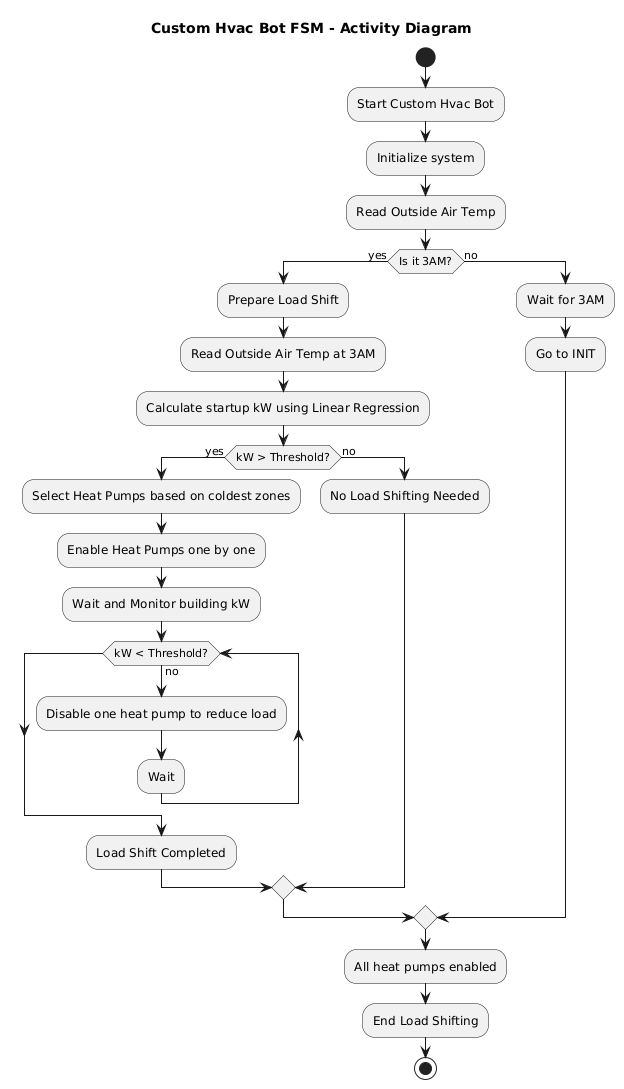 Custom Hvac Bot FSM - Activity Diagram
Start Custom Hvac Bot
Initialize system
Read Outside Air Temp
yes
Is it 3AM?
no
Prepare Load Shift
Wait for 3AM
Read Outside Air Temp at 3AM
Go to INIT
Calculate startup kW using Linear Regression
yes
kW > Threshold?
no
Select Heat Pumps based on coldest zones
No Load Shifting Needed
Enable Heat Pumps one by one
Wait and Monitor building kW
kW < Threshold?
no
Disable one heat pump to reduce load
Wait
Load Shift Completed
All heat pumps enabled
End Load Shifting